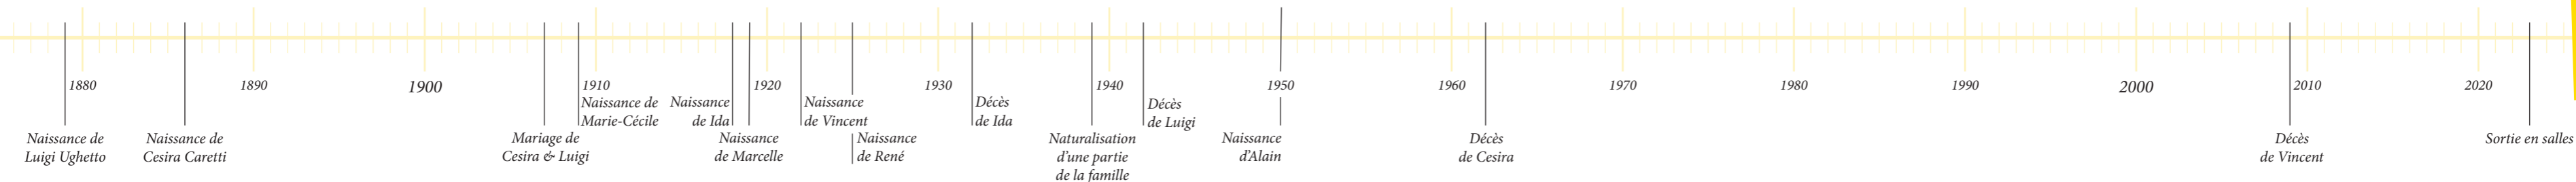 1880
1890
1900
1910
1920
1930
1940
1950
1960
1970
1980
1990
2000
2010
2020
Naissance de
Luigi Ughetto
Naissance de
Cesira Caretti
Mariage de
Cesira & Luigi
Naissance de
Marie-Cécile
Naissance
de Ida
Naissance
de Marcelle
Naissance
de Vincent
Naissance
de René
Décès
de Ida
Naturalisation
d'une partie
de la famille
Décès
de Luigi
Naissance
d'Alain
Décès
de Cesira
Décès
de Vincent
Sortie en salles